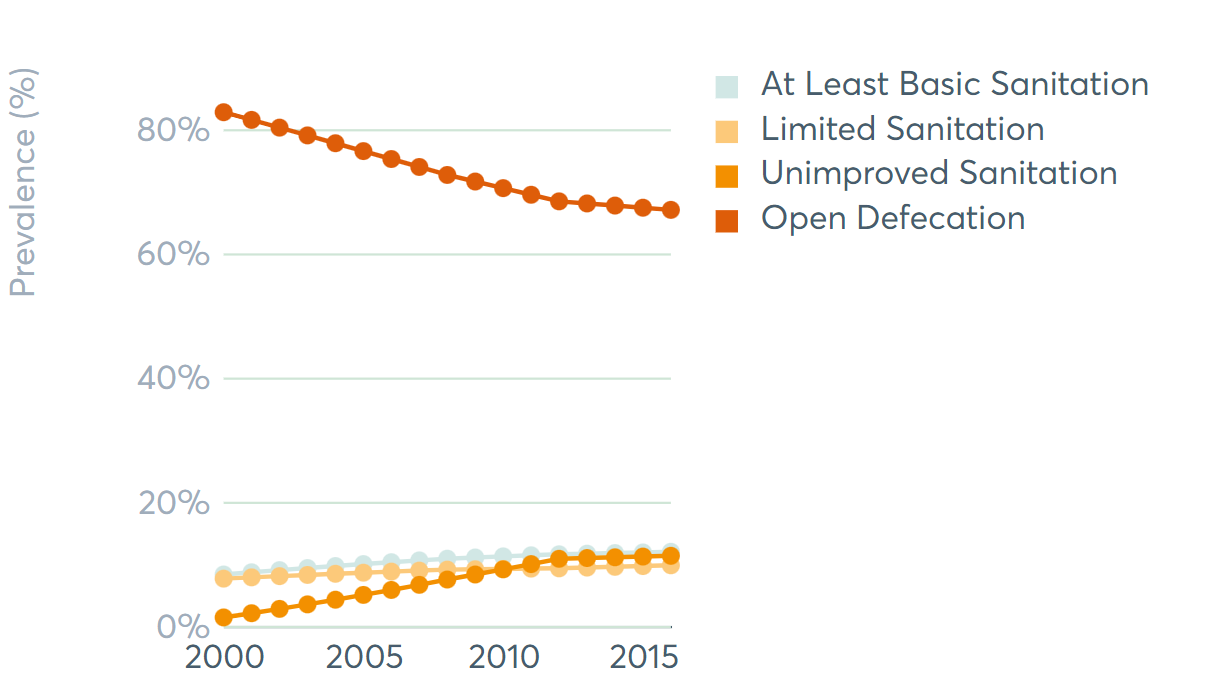 Prevalence (%)
80%
60%
40%
20%
0%
2000 2005 2010 2015
At Least Basic Sanitation
Limited Sanitation
Unimproved Sanitation
Open Defecation